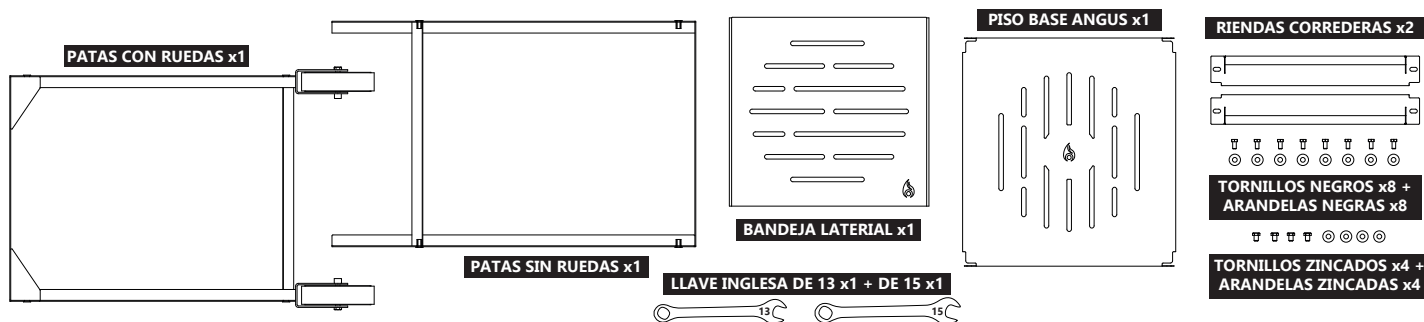 PATAS CON RUEDAS x1
PATAS SIN RUEDAS x1
BANDEJA LATERIAL x1
PISO BASE ANGUS x1
RIENDAS CORREDERAS x2
TORNILLOS NEGROS x8 +
ARANDELAS NEGRAS x8
TORNILLOS ZINCADOS x4 +
ARANDELAS ZINCADAS x4
LLAVE INGLESA DE 13 x1 + DE 15 x1
13
15